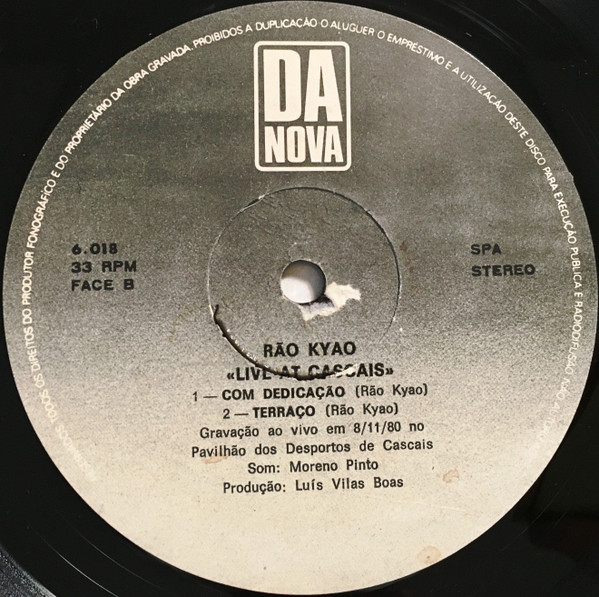 DIREITOS DO PRODUTOR FONOGRÁFICO E DO PROPRIETÁRIO DA OBRA GRAVADA. PROIBIDOS A DUPLICAÇÃO O ALUGUER O EMPRÉSTIMO E A UTILIZAÇÃO DESTE DISCO PARA EXECUÇÃO PUBLICA E RADIODIFUSÃO NÃO
DA
NOVA
6.018
33 RPM
FACE B
SPA
STEREO
RÃO KYAO
«LIVE AT CASCAIS»
1 — COM DEDICAÇÃO (Rão Kyao)
2 — TERRAÇO (Rão Kyao)
Gravação ao vivo em 8/11/80 no
Pavilhão dos Desportos de Cascais
Som: Moreno Pinto
Produção: Luís Vilas Boas